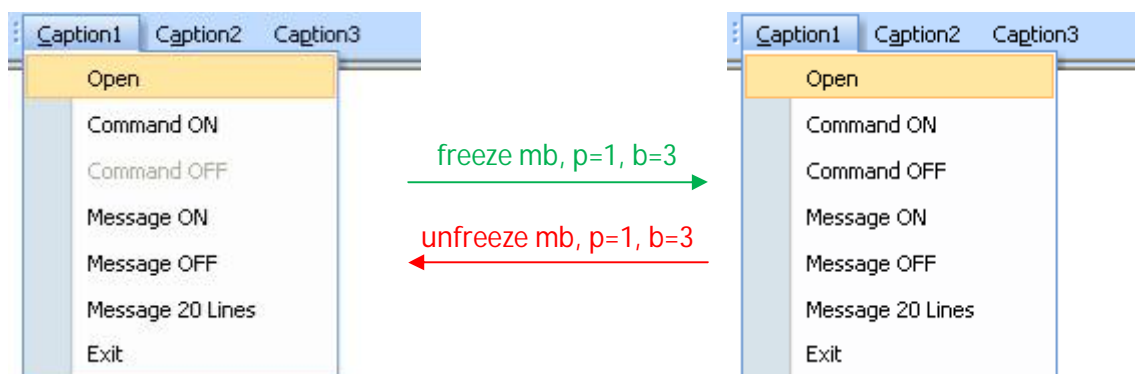 Caption1 Caption2 Caption3
Open
Command ON
Command OFF
Message ON
Message OFF
Message 20 Lines
Exit
freeze mb, p=1, b=3
unfreeze mb, p=1, b=3
Caption1 Caption2 Caption3
Open
Command ON
Command OFF
Message ON
Message OFF
Message 20 Lines
Exit